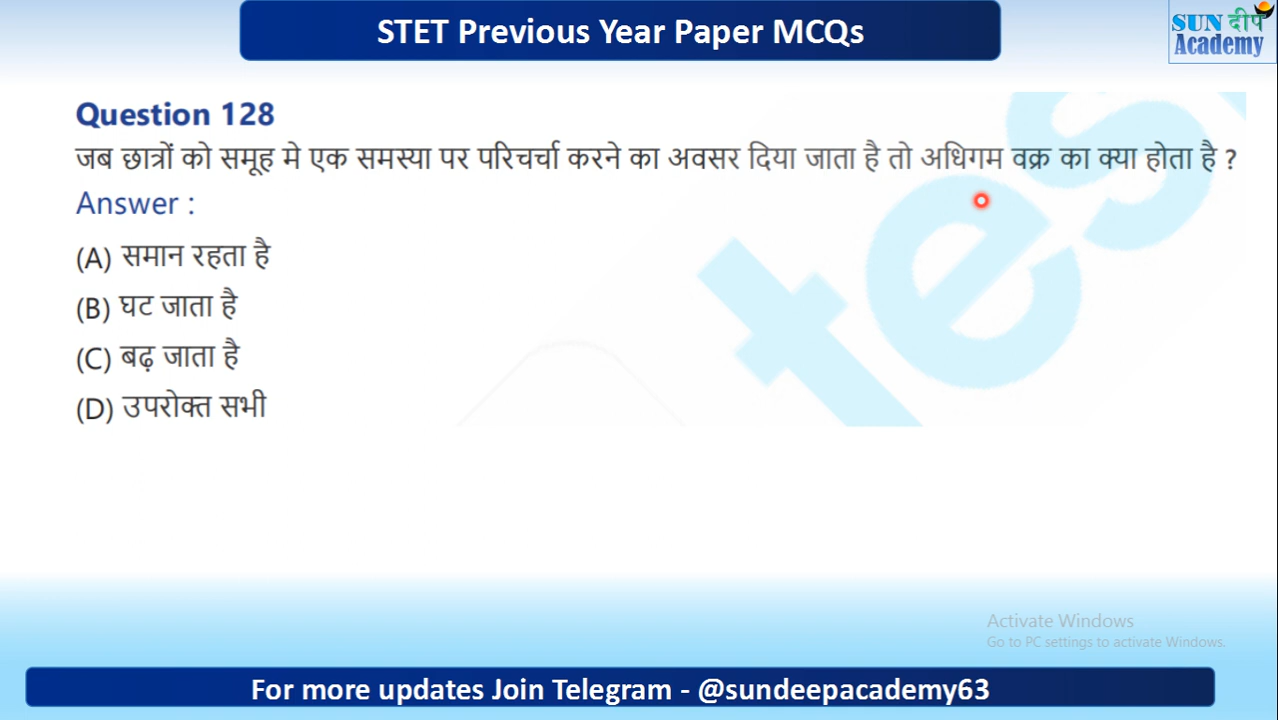 STET Previous Year Paper MCQs
SUN दीप
Academy
Question 128
जब छात्रों को समूह मे एक समस्या पर परिचर्चा करने का अवसर दिया जाता है तो अधिगम वक्र का क्या होता है ?
Answer :
(A) समान रहता है
(B) घट जाता है
(C) बढ़ जाता है
(D) उपरोक्त सभी
tes
Activate Windows
Go to PC settings to activate Windows.
For more updates Join Telegram - @sundeepacademy63